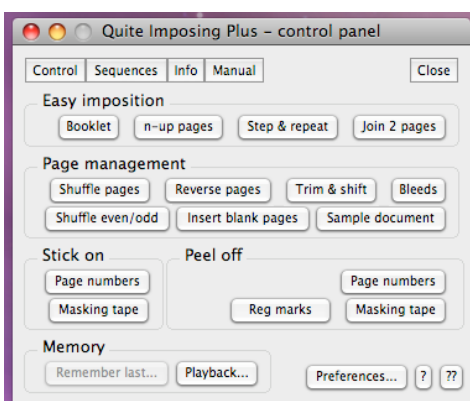 Quite Imposing Plus – control panel
Control Sequences Info Manual Close
Easy imposition
Booklet n-up pages Step & repeat Join 2 pages
Page management
Shuffle pages Reverse pages Trim & shift Bleeds
Shuffle even/odd Insert blank pages Sample document
Stick on Peel off
Page numbers Page numbers
Masking tape Reg marks Masking tape
Memory
Remember last... Playback... Preferences... ? ??